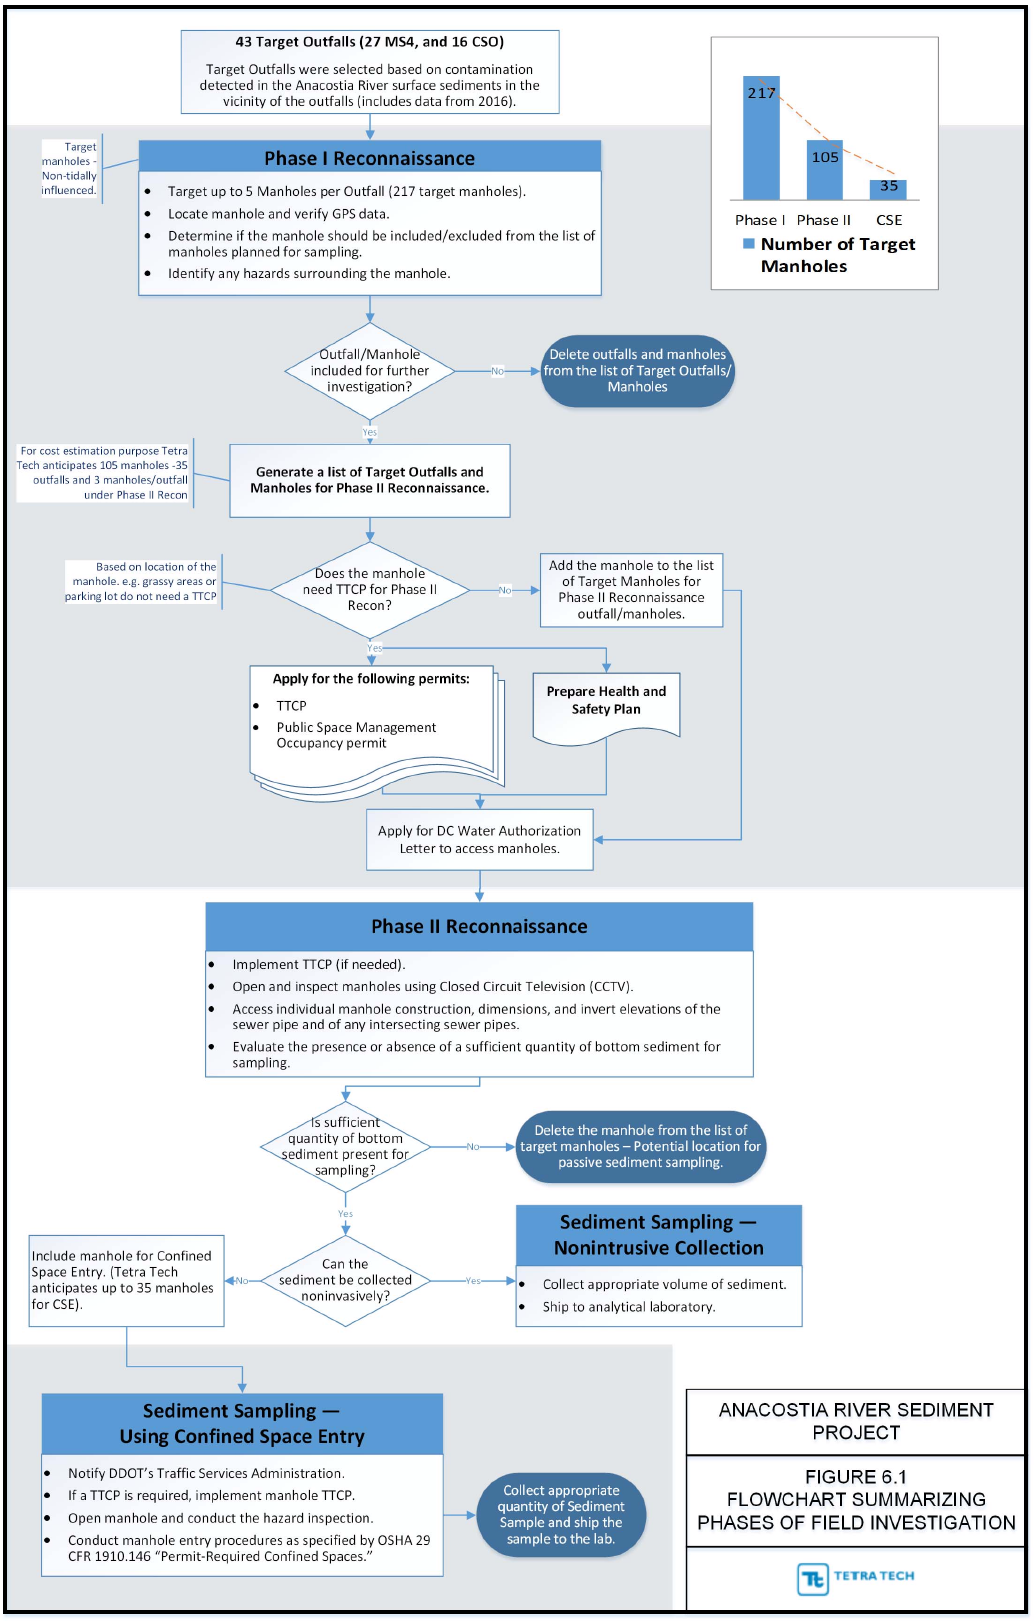 43 Target Outfalls (27 MS4, and 16 CSO)
Target Outfalls were selected based on contamination
detected in the Anacostia River surface sediments in the
vicinity of the outfalls (includes data from 2016).
217
105
35
Phase I Phase II CSE
Number of Target
Manholes
Target
manholes -
Non-tidally
influenced.
Phase I Reconnaissance
• Target up to 5 Manholes per Outfall (217 target manholes).
• Locate manhole and verify GPS data.
• Determine if the manhole should be included/excluded from the list of
manholes planned for sampling.
• Identify any hazards surrounding the manhole.
Outfall/Manhole
included for further
investigation?
No
Delete outfalls and manholes
from the list of Target Outfalls/
Manholes
Yes
For cost estimation purpose Tetra
Tech anticipates 105 manholes -35
outfalls and 3 manholes/outfall
under Phase II Recon
Generate a list of Target Outfalls and
Manholes for Phase II Reconnaissance.
Based on location of the
manhole. e.g. grassy areas or
parking lot do not need a TTCP
Does the manhole
need TTCP for Phase II
Recon?
No
Add the manhole to the list
of Target Manholes for
Phase II Reconnaissance
outfall/manholes.
Yes
Apply for the following permits:
• TTCP
• Public Space Management
Occupancy permit
Prepare Health and
Safety Plan
Apply for DC Water Authorization
Letter to access manholes.
Phase II Reconnaissance
• Implement TTCP (if needed).
• Open and inspect manholes using Closed Circuit Television (CCTV).
• Access individual manhole construction, dimensions, and invert elevations of the
sewer pipe and of any intersecting sewer pipes.
• Evaluate the presence or absence of a sufficient quantity of bottom sediment for
sampling.
Is sufficient
quantity of bottom
sediment present for
sampling?
No
Delete the manhole from the list of
target manholes – Potential location for
passive sediment sampling.
Yes
Include manhole for Confined
Space Entry. (Tetra Tech
anticipates up to 35 manholes
for CSE).
No
Can the
sediment be collected
noninvasively?
Yes
Sediment Sampling —
Nonintrusive Collection
• Collect appropriate volume of sediment.
• Ship to analytical laboratory.
Sediment Sampling —
Using Confined Space Entry
• Notify DDOT’s Traffic Services Administration.
• If a TTCP is required, implement manhole TTCP.
• Open manhole and conduct the hazard inspection.
• Conduct manhole entry procedures as specified by OSHA 29
CFR 1910.146 “Permit-Required Confined Spaces.”
Collect appropriate
quantity of Sediment
Sample and ship the
sample to the lab.
ANACOSTIA RIVER SEDIMENT
PROJECT
FIGURE 6.1
FLOWCHART SUMMARIZING
PHASES OF FIELD INVESTIGATION
Tt TETRA TECH